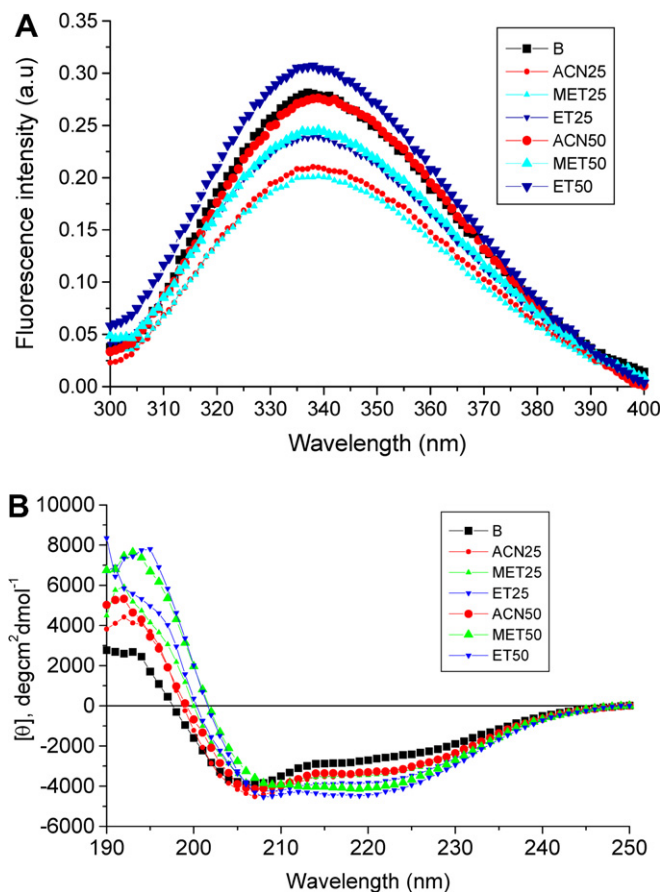 A
Fluorescence intensity (a.u)
0.30
0.25
0.20
0.15
0.10
0.05
0.00
300 310 320 330 340 350 360 370 380 390 400
Wavelength (nm)
B
ACN25
MET25
ET25
ACN50
MET50
ET50
B
[θ], degcm²dmol⁻¹
10000
8000
6000
4000
2000
0
-2000
-4000
-6000
190 200 210 220 230 240 250
Wavelength (nm)
B
ACN25
MET25
ET25
ACN50
MET50
ET50